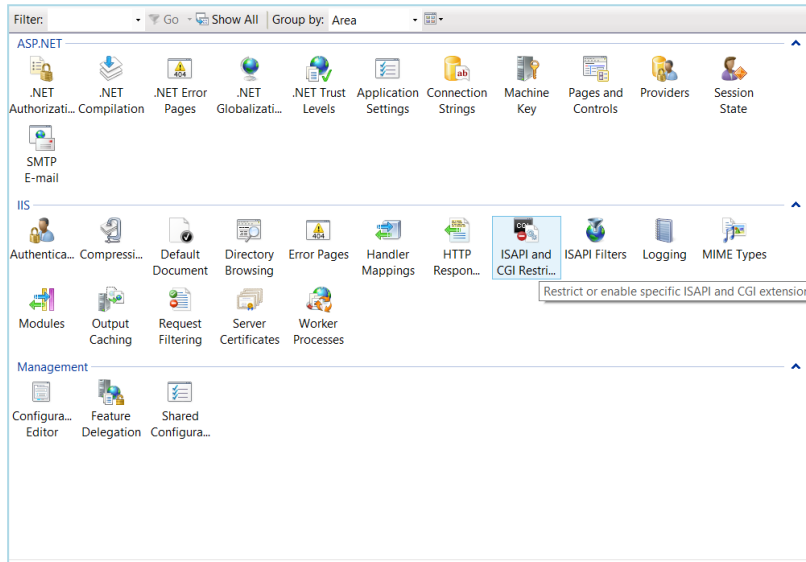 Filter: Go Show All Group by: Area
ASP.NET
.NET Authorizati...
.NET Compilation
.NET Error Pages
.NET Globalizati...
.NET Trust Levels
Application Settings
Connection Strings
Machine Key
Pages and Controls
Providers
Session State
SMTP E-mail
IIS
Authentica...
Compressi...
Default Document
Directory Browsing
Error Pages
Handler Mappings
HTTP Respon...
ISAPI and CGI Restri...
ISAPI Filters
Logging
MIME Types
Restrict or enable specific ISAPI and CGI extension
Modules
Output Caching
Request Filtering
Server Certificates
Worker Processes
Management
Configura... Editor
Feature Delegation
Shared Configura...